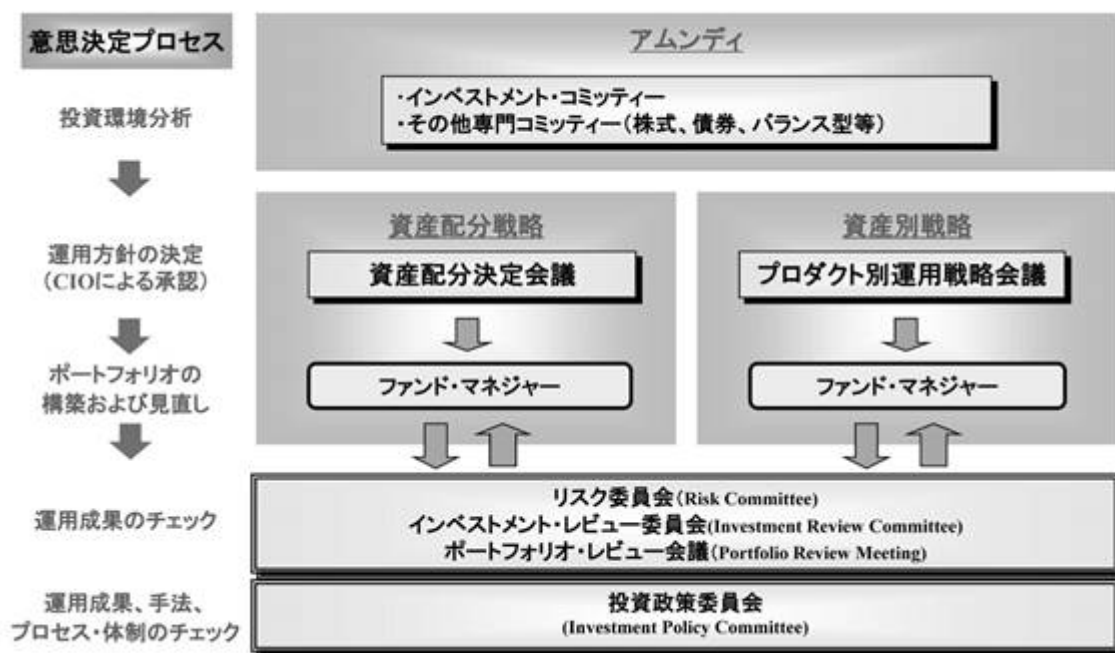 意思決定プロセス
アムンディ
投資環境分析
・インベストメント・コミッティー
・その他専門コミッティー(株式、債券、バランス型等)
資産配分戦略
資産別戦略
運用方針の決定
(CIOによる承認)
資産配分決定会議
プロダクト別運用戦略会議
ポートフォリオの
構築および見直し
ファンド・マネジャー
ファンド・マネジャー
運用成果のチェック
リスク委員会(Risk Committee)
インベストメント・レビュー委員会(Investment Review Committee)
ポートフォリオ・レビュー会議(Portfolio Review Meeting)
運用成果、手法、
プロセス・体制のチェック
投資政策委員会
(Investment Policy Committee)